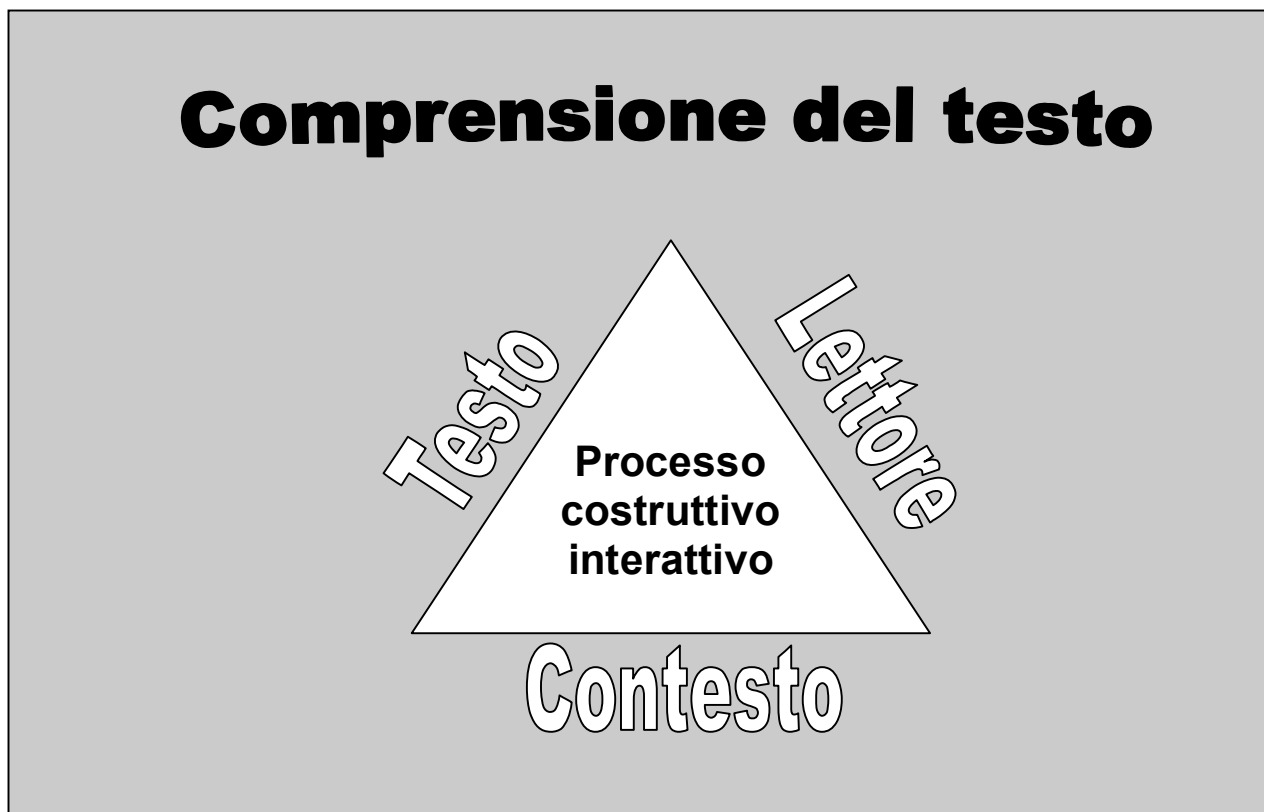 Comprensione del testo
Testo
Lettore
Processo
costruttivo
interattivo
Contesto